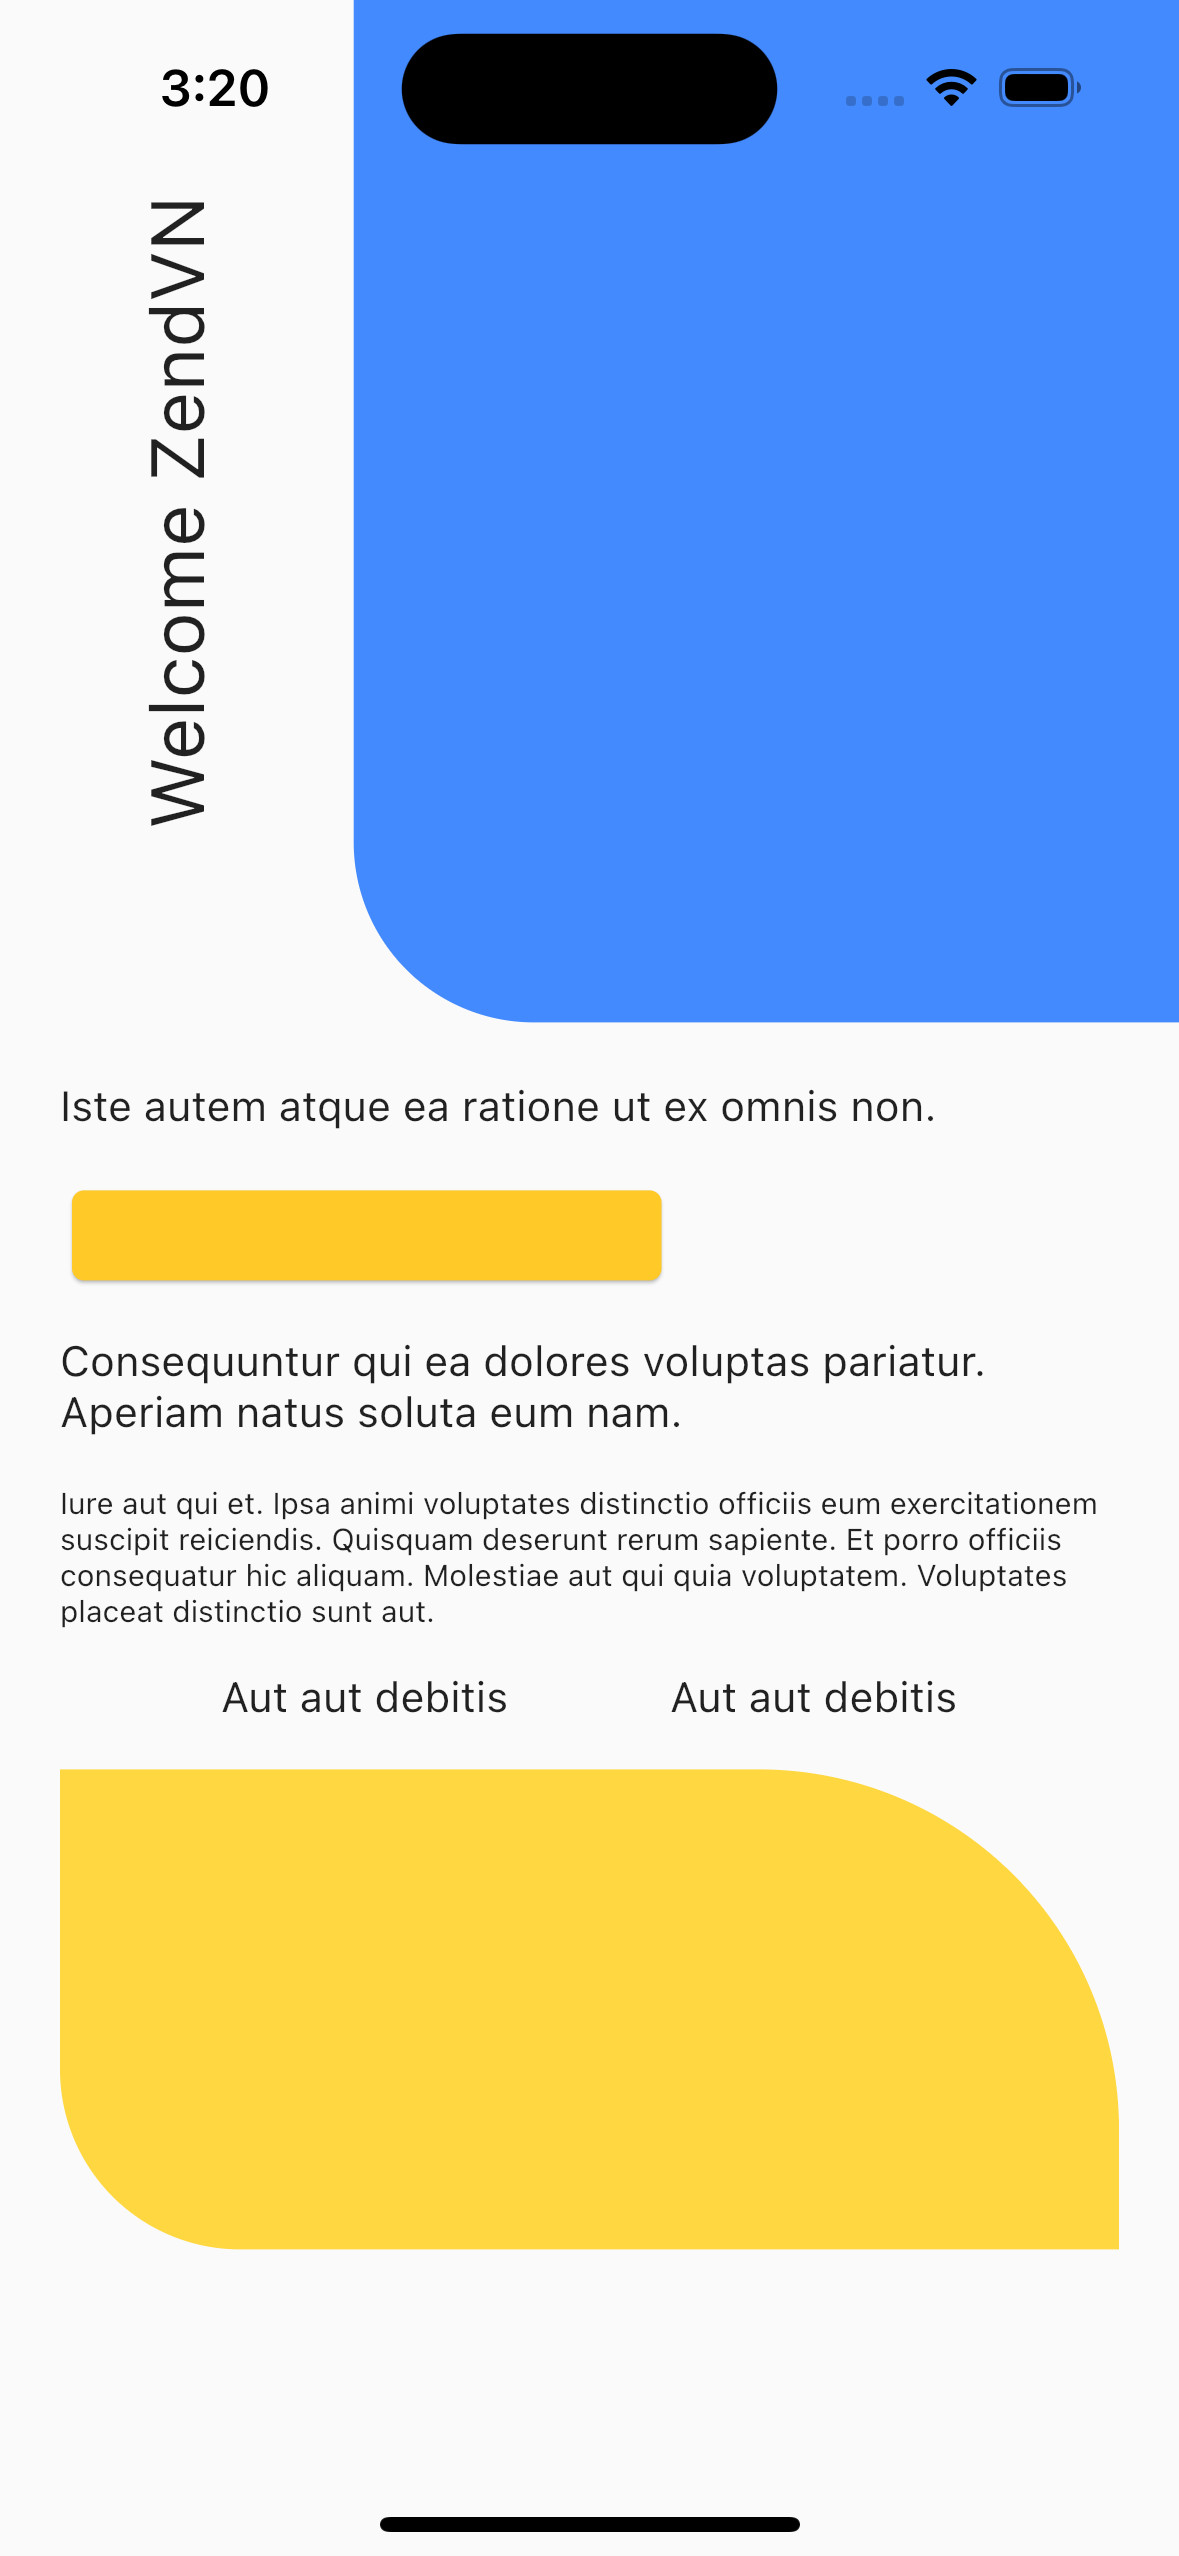 3:20
Welcome ZendVN
Iste autem atque ea ratione ut ex omnis non.
Consequuntur qui ea dolores voluptas pariatur.
Aperiam natus soluta eum nam.
Iure aut qui et. Ipsa animi voluptates distinctio officiis eum exercitationem
suscipit reiciendis. Quisquam deserunt rerum sapiente. Et porro officiis
consequatur hic aliquam. Molestiae aut qui quia voluptatem. Voluptates
placeat distinctio sunt aut.
Aut aut debitis Aut aut debitis